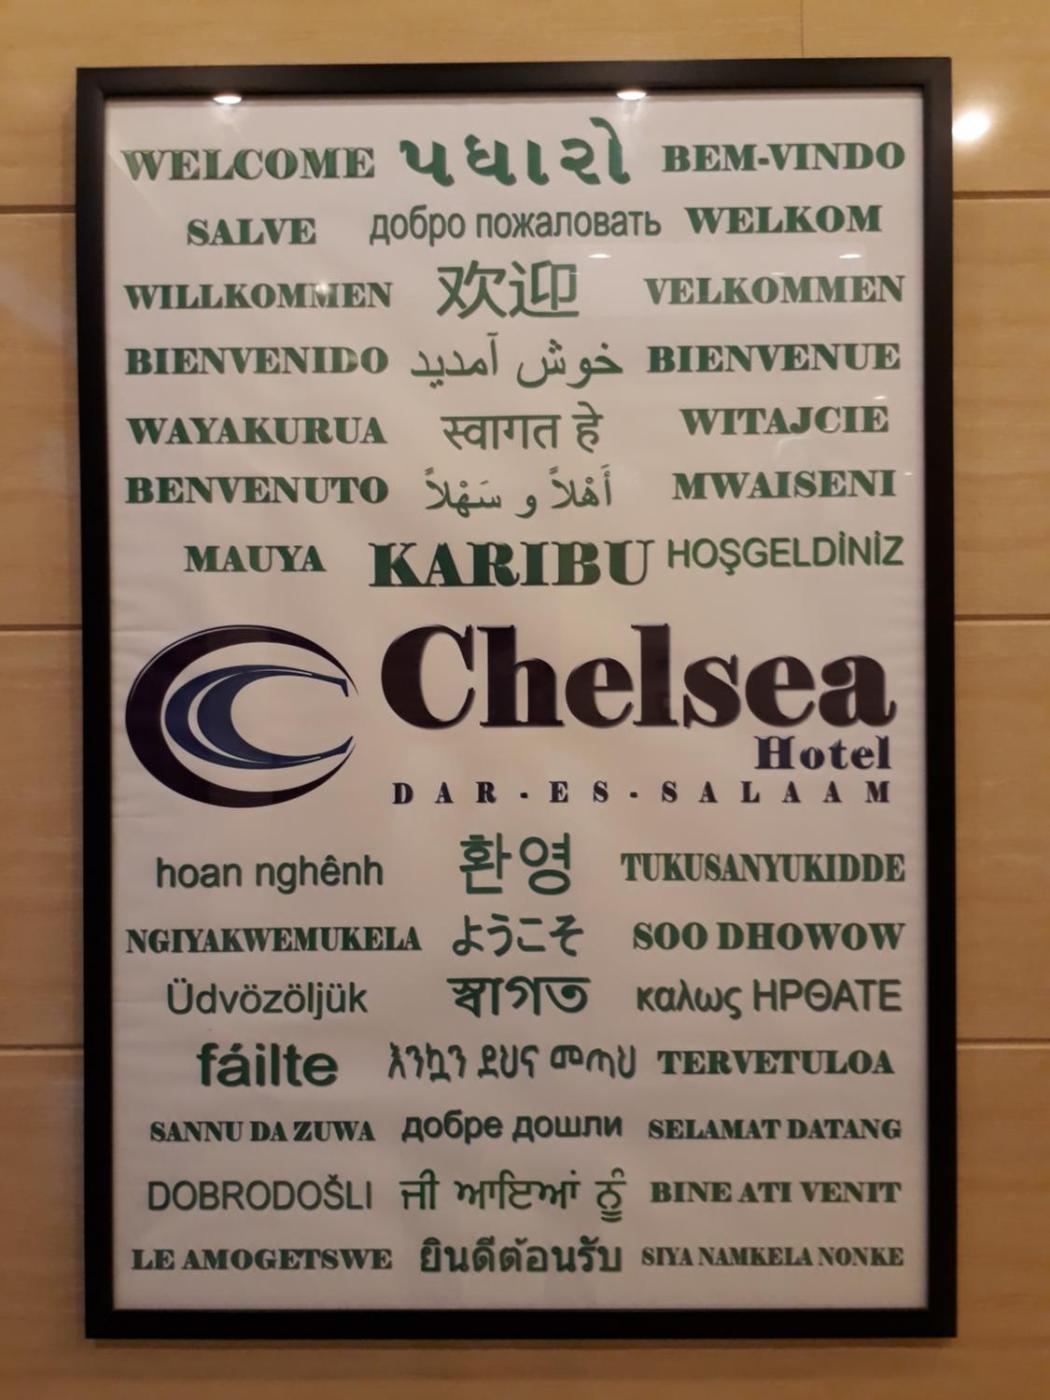 WELCOME પધારો BEM-VINDO
SALVE добро пожаловать WELKOM
WILLKOMMEN 欢迎 VELKOMMEN
BIENVENIDO خوش آمدید BIENVENUE
WAYAKURUA स्वागत हे WITAJCIE
BENVENUTO أَهْلاً و سَهْلاً MWAISENI
MAUYA KARIBU HOŞGELDİNİZ
Chelsea
Hotel
DAR-ES-SALAAM
hoan nghênh 환영 TUKUSANYUKIDDE
NGIYAKWEMUKELA ようこそ SOO DHOWOW
Üdvözöljük স্বাগত καλως ΗΡΘΑΤΕ
fáilte እንኳን ደህና መጣህ TERVETULOA
SANNU DA ZUWA добре дошли SELAMAT DATANG
DOBRODOŠLI ਜੀ ਆਇਆਂ ਨੂੰ BINE ATI VENIT
LE AMOGETSWE ยินดีต้อนรับ SIYA NAMKELA NONKE